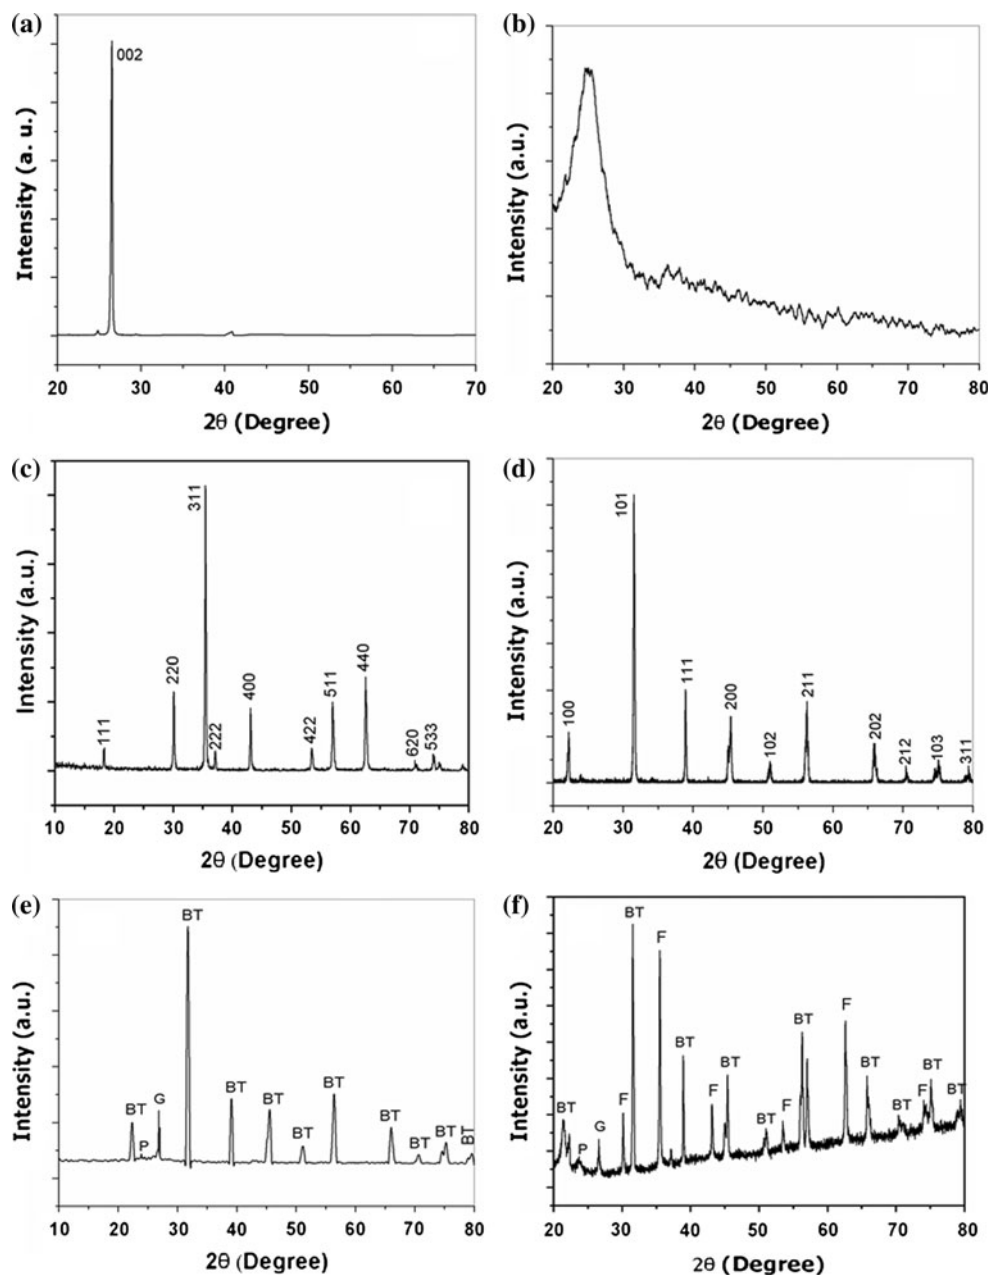 (a)
002
Intensity (a. u.)
20 30 40 50 60 70
2θ (Degree)
(b)
Intensity (a.u.)
20 30 40 50 60 70 80
2θ (Degree)
(c)
111 220 311 222 400 422 511 440 620 533
Intensity (a.u.)
10 20 30 40 50 60 70 80
2θ (Degree)
(d)
100 101 111 200 102 211 202 212 103 311
Intensity (a.u.)
20 30 40 50 60 70 80
2θ (Degree)
(e)
BT P G BT BT BT BT BT BT BT BT BT
Intensity (a.u.)
10 20 30 40 50 60 70 80
2θ (Degree)
(f)
BT P G F BT F BT F BT BT F BT F BT BT F BT BT
Intensity (a.u.)
20 30 40 50 60 70 80
2θ (Degree)